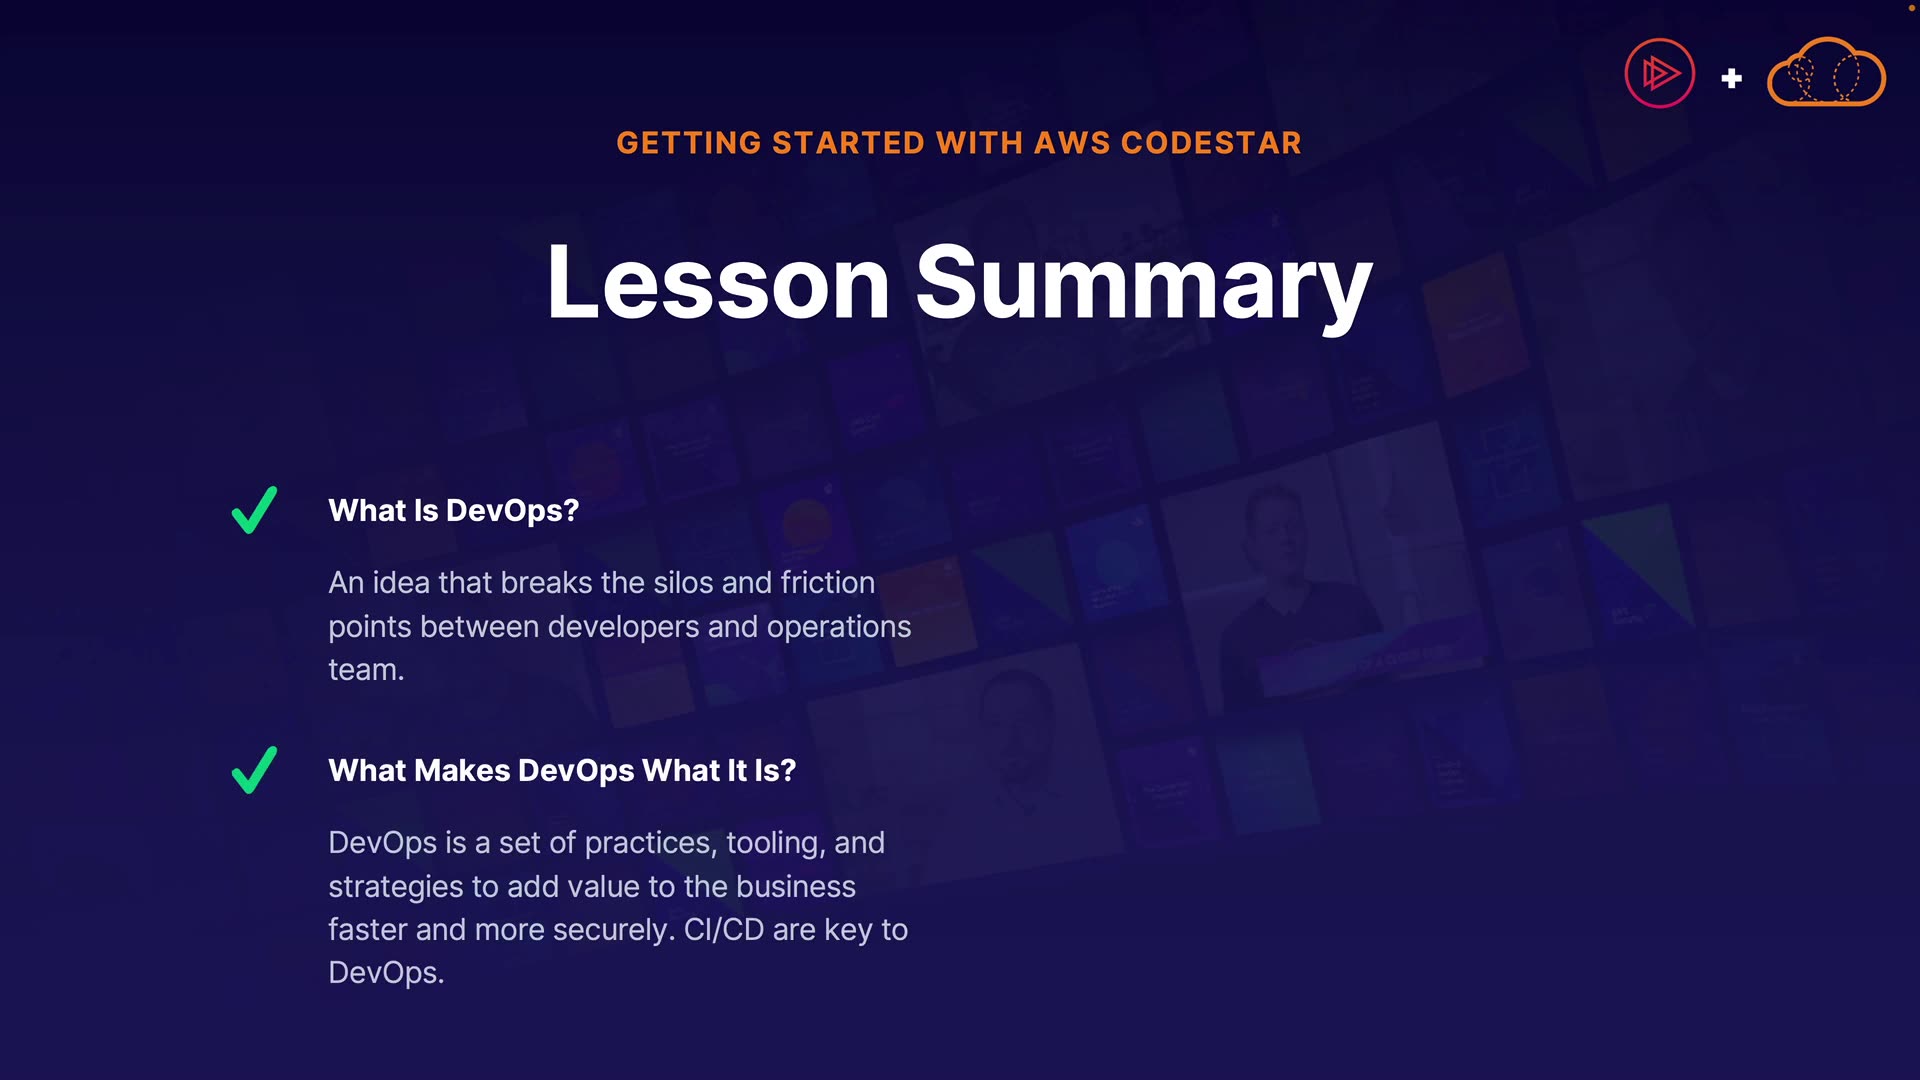 GETTING STARTED WITH AWS CODESTAR
Lesson Summary
What Is DevOps?
An idea that breaks the silos and friction
points between developers and operations
team.
What Makes DevOps What It Is?
DevOps is a set of practices, tooling, and
strategies to add value to the business
faster and more securely. CI/CD are key to
DevOps.